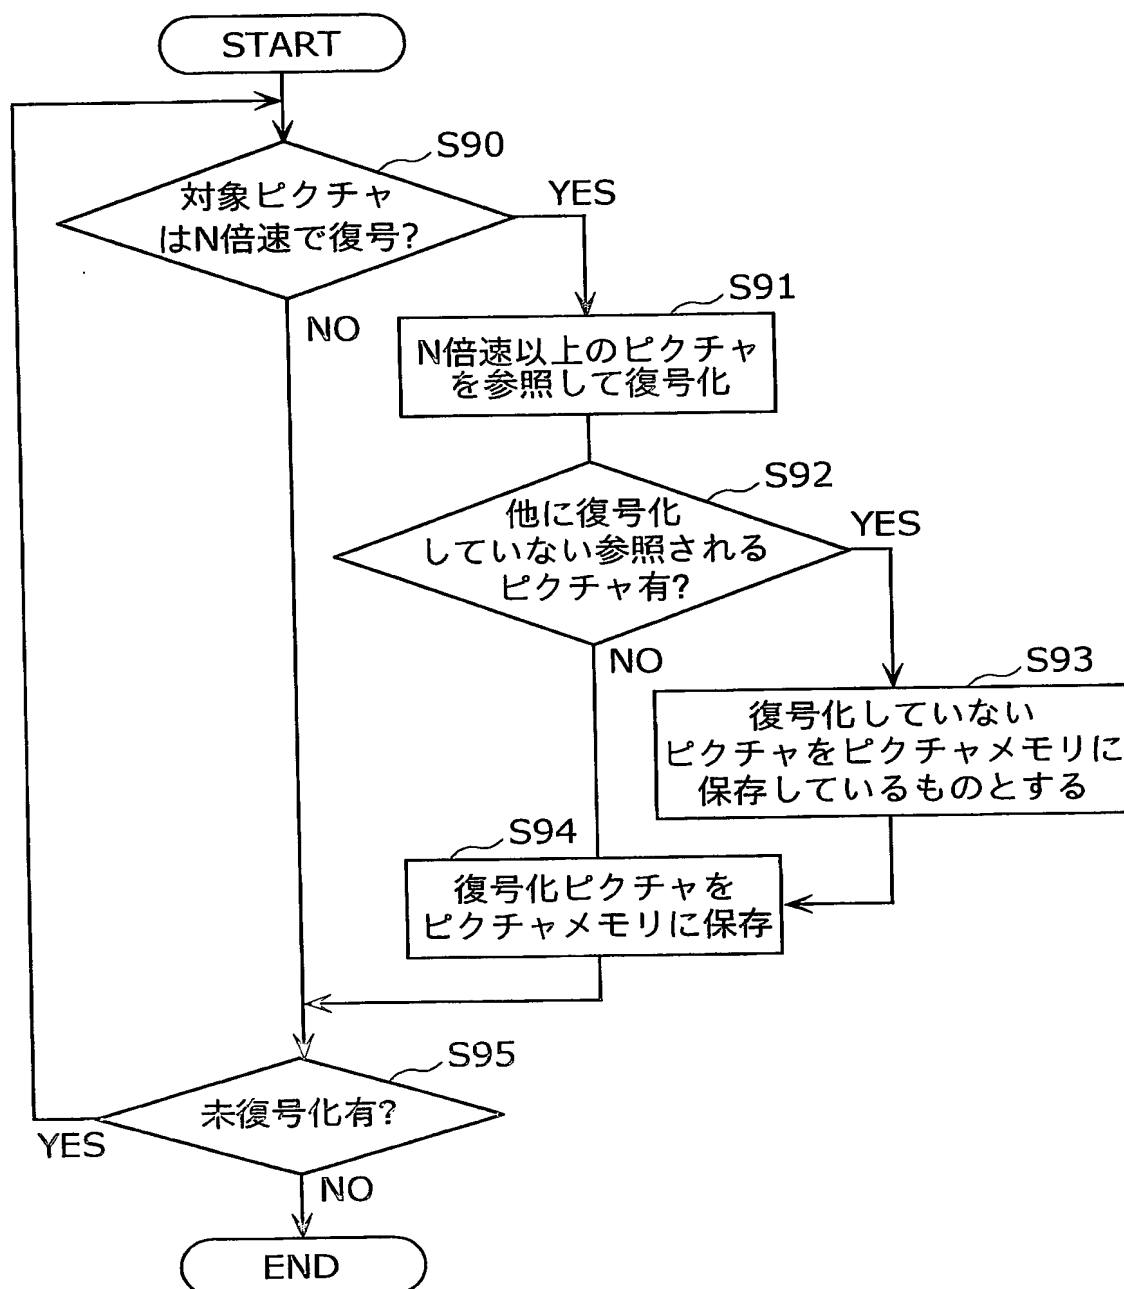 START
S90
対象ピクチャ
はN倍速で復号?
YES
NO
S91
N倍速以上のピクチャ
を参照して復号化
S92
他に復号化
していない参照される
ピクチャ有?
YES
NO
S93
復号化していない
ピクチャをピクチャメモリに
保存しているものとする
S94
復号化ピクチャを
ピクチャメモリに保存
S95
未復号化有?
YES
NO
END